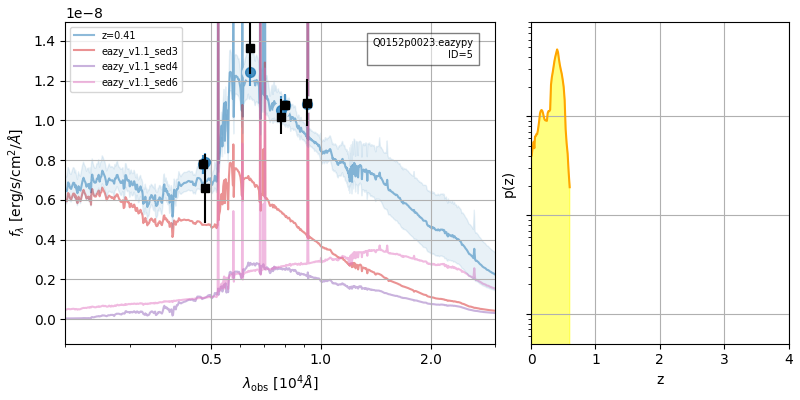 1e−8
z=0.41
eazy_v1.1_sed3
eazy_v1.1_sed4
eazy_v1.1_sed6
Q0152p0023.eazypy
ID=5
1.4
1.2
1.0
0.8
0.6
0.4
0.2
0.0
fλ [erg/s/cm²/Å]
0.5 1.0 2.0
λobs [10⁴Å]
p(z)
0 1 2 3 4
z